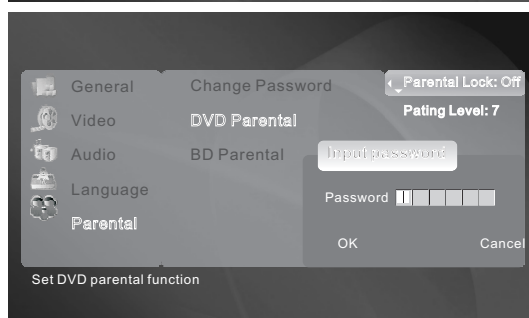 General
Change Password
Parental Lock: Off
Video
DVD Parental
Pating Level: 7
Audio
BD Parental
Input password
Language
Password
Parental
OK
Cancel
Set DVD parental function